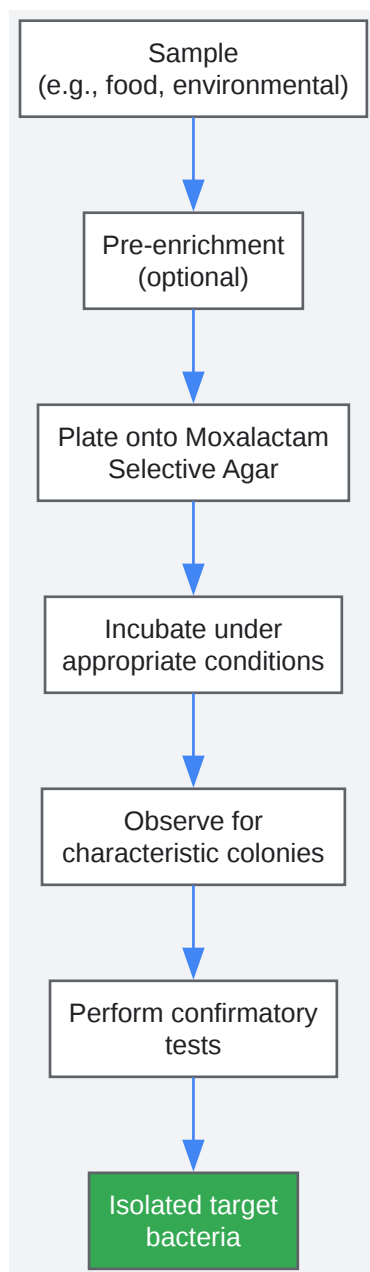 Sample
(e.g., food, environmental)
Pre-enrichment
(optional)
Plate onto Moxalactam
Selective Agar
Incubate under
appropriate conditions
Observe for
characteristic colonies
Perform confirmatory
tests
Isolated target
bacteria